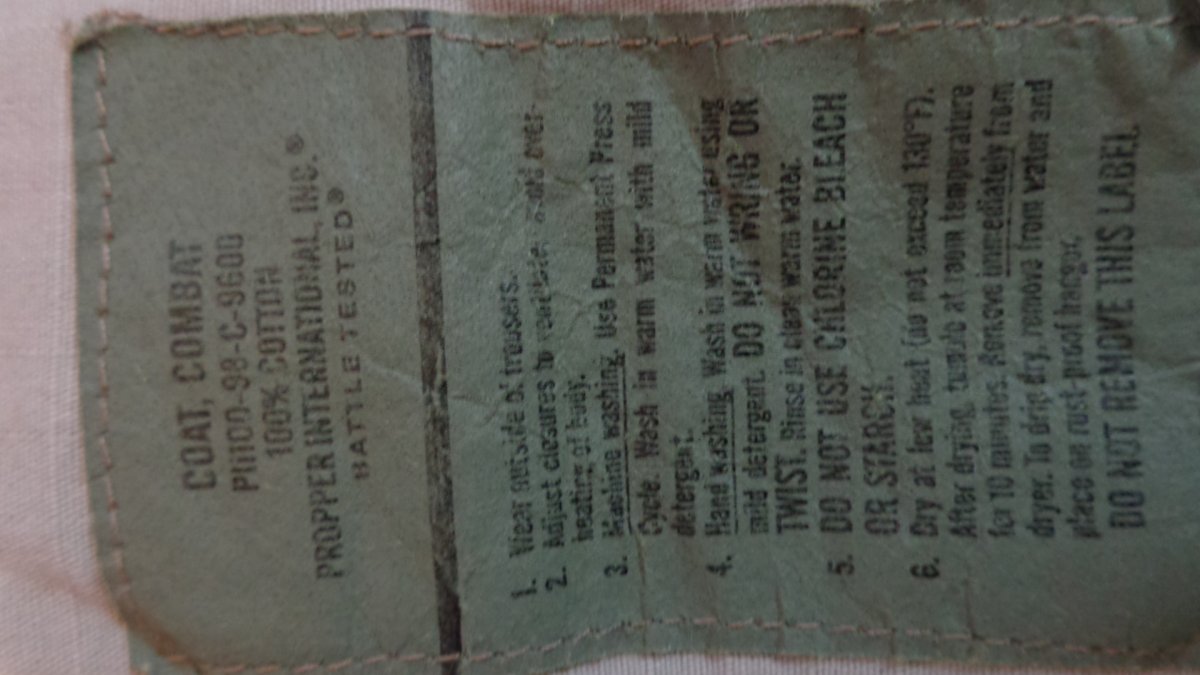 COAT, COMBAT
PIIOO-98-C-9600
100% COTTON
PROPPER INTERNATIONAL, INC.®
BATTLE TESTED®
1. Wear outside of trousers.
2. Adjust closures to ventilate, avoid over-
heating of body.
3. Machine washing. Use Permanent Press
Cycle. Wash in warm water with mild
detergent.
4. Hand washing. Wash in warm water using
mild detergent. DO NOT WRING OR
TWIST. Rinse in clean warm water.
5. DO NOT USE CHLORINE BLEACH
OR STARCH.
6. Dry at low heat (do not exceed 130°F).
After drying, tumble at room temperature
for 10 minutes. Remove immediately from
dryer. To drip dry, remove from water and
place on rust-proof hanger.
DO NOT REMOVE THIS LABEL